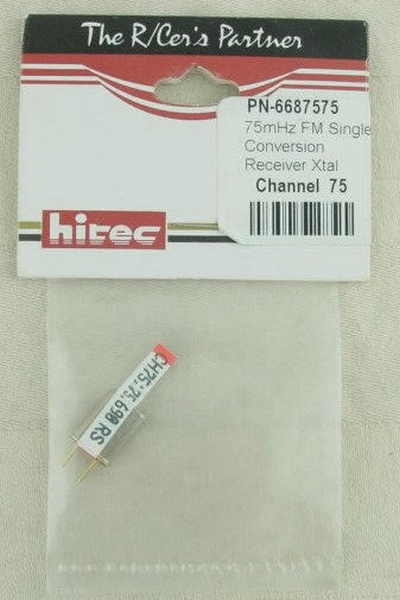 The R/Cer's Partner
PN-6687575
75mHz FM Single
Conversion
Receiver Xtal
Channel 75
hitec
CH75:75.690 RS